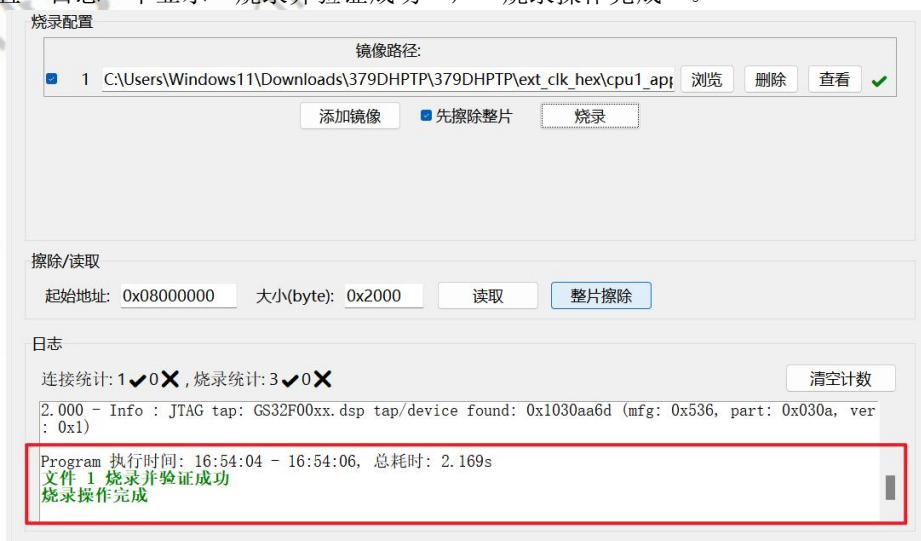 烧录配置
镜像路径:
1 C:\Users\Windows11\Downloads\379DHPTP\379DHPTP\ext_clk_hex\cpu1_app 浏览 删除 查看 ✔
添加镜像 先擦除整片 烧录
擦除/读取
起始地址: 0x08000000 大小(byte): 0x2000 读取 整片擦除
日志
连接统计: 1✔0✖ , 烧录统计: 3✔0✖ 清空计数
2.000 - Info : JTAG tap: GS32F00xx.dsp tap/device found: 0x1030aa6d (mfg: 0x536, part: 0x030a, ver
: 0x1)
Program 执行时间: 16:54:04 - 16:54:06, 总耗时: 2.169s
文件 1 烧录并验证成功
烧录操作完成